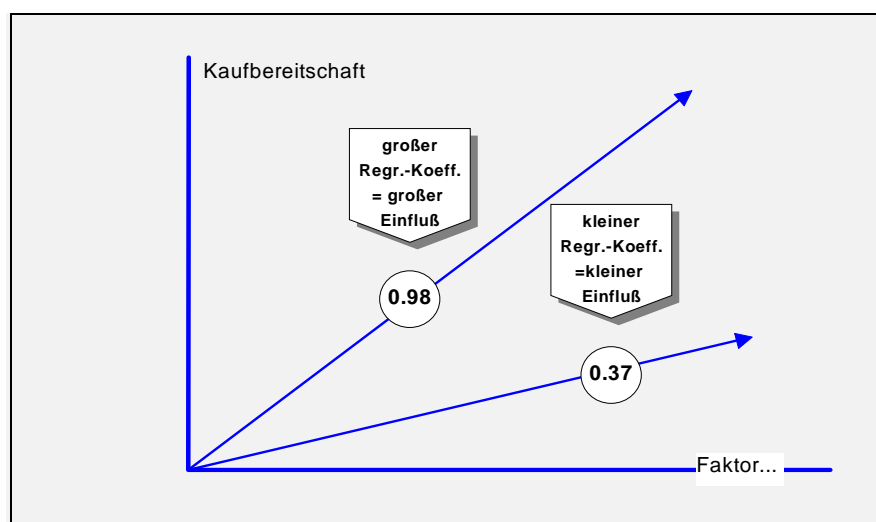 Kaufbereitschaft
großer
Regr.-Koeff.
= großer
Einfluß
kleiner
Regr.-Koeff.
=kleiner
Einfluß
0.98
0.37
Faktor...